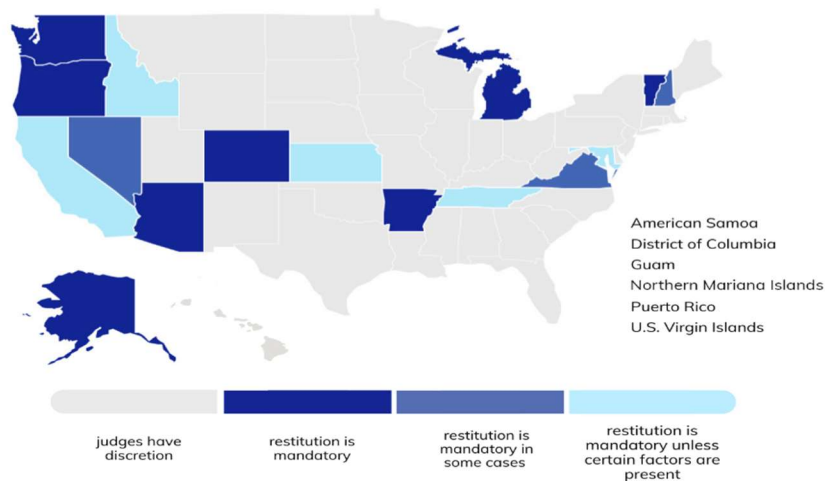 American Samoa
District of Columbia
Guam
Northern Mariana Islands
Puerto Rico
U.S. Virgin Islands
judges have
discretion
restitution is
mandatory
restitution is
mandatory in
some cases
restitution is
mandatory unless
certain factors are
present